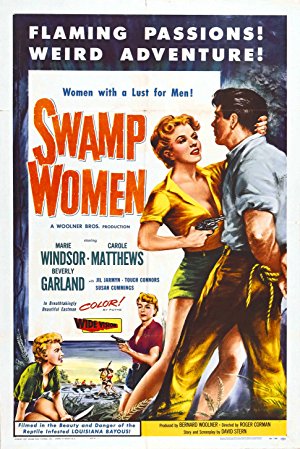 FLAMING PASSIONS!
WEIRD ADVENTURE!
Women with a Lust for Men!
SWAMP
WOMEN
A WOOLNER BROS. PRODUCTION
starring
MARIE WINDSOR
CAROLE MATTHEWS
BEVERLY GARLAND
with JIL JARMYN · TOUCH CONNORS
SUSAN CUMMINGS
In Breathtakingly
Beautiful Eastman
COLOR!
WIDE VISION
Filmed in the Beauty and Danger of the
Reptile Infested LOUISIANA BAYOUS!
Produced by BERNARD WOOLNER · Directed by ROGER CORMAN
Story and Screenplay by DAVID STERN